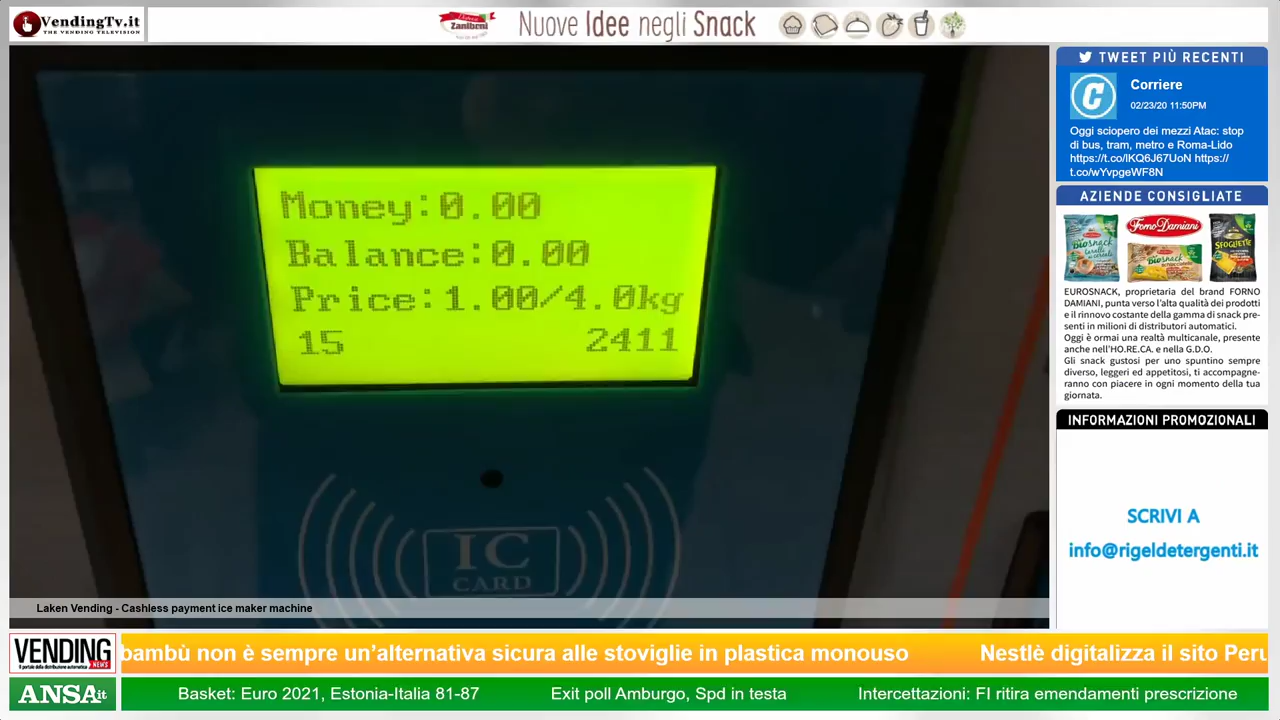 VendingTv.it
THE VENDING TELEVISION
Zaniboni
Nuove Idee negli Snack
Money:0.00
Balance:0.00
Price:1.00/4.0kg
15 2411
IC
CARD
Laken Vending - Cashless payment ice maker machine
TWEET PIÙ RECENTI
Corriere
02/23/20 11:50PM
Oggi sciopero dei mezzi Atac: stop
di bus, tram, metro e Roma-Lido
https://t.co/lKQ6J67UoN https://
t.co/wYvpgeWF8N
AZIENDE CONSIGLIATE
Forno Damiani
Biosnack
Biosnack
SFOGLIETTE
EUROSNACK, proprietaria del brand FORNO
DAMIANI, punta verso l'alta qualità dei prodotti
e il rinnovo costante della gamma di snack pre-
senti in milioni di distributori automatici.
Oggi è ormai una realtà multicanale, presente
anche nell'HO.RE.CA. e nella G.D.O.
Gli snack gustosi per uno spuntino sempre
diverso, leggeri ed appetitosi, ti accompagne-
ranno con piacere in ogni momento della tua
giornata.
INFORMAZIONI PROMOZIONALI
SCRIVI A
info@rigeldetergenti.it
VENDING
NEWS
Il portale della distribuzione automatica
bambù non è sempre un'alternativa sicura alle stoviglie in plastica monouso Nestlè digitalizza il sito Peru
ANSA.it
Basket: Euro 2021, Estonia-Italia 81-87 Exit poll Amburgo, Spd in testa Intercettazioni: FI ritira emendamenti prescrizione